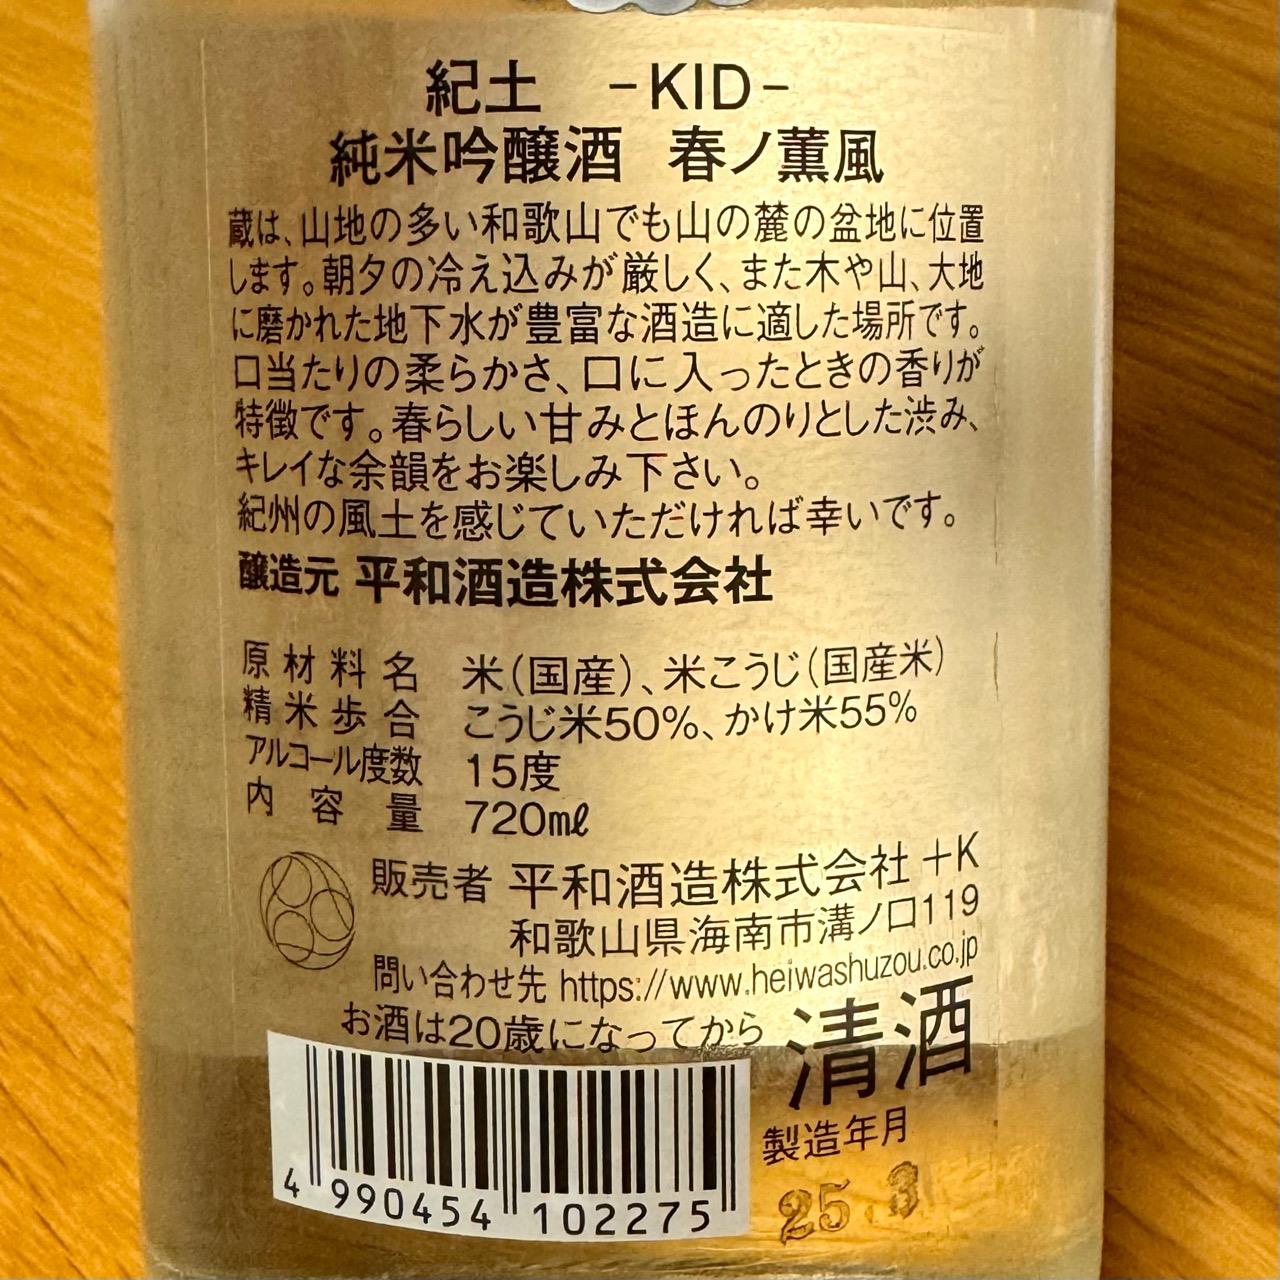 紀土 -KID-
純米吟醸酒 春ノ薫風
蔵は、山地の多い和歌山でも山の麓の盆地に位置
します。朝夕の冷え込みが厳しく、また木や山、大地
に磨かれた地下水が豊富な酒造に適した場所です。
口当たりの柔らかさ、口に入ったときの香りが
特徴です。春らしい甘みとほんのりとした渋み、
キレイな余韻をお楽しみ下さい。
紀州の風土を感じていただければ幸いです。
醸造元 平和酒造株式会社
原材料名 米(国産)、米こうじ(国産米)
精米歩合 こうじ米50%、かけ米55%
アルコール度数 15度
内容量 720mℓ
販売者 平和酒造株式会社 +K
和歌山県海南市溝ノ口119
問い合わせ先 https://www.heiwashuzou.co.jp
お酒は20歳になってから 清酒
製造年月
25 3
4 990454 102275